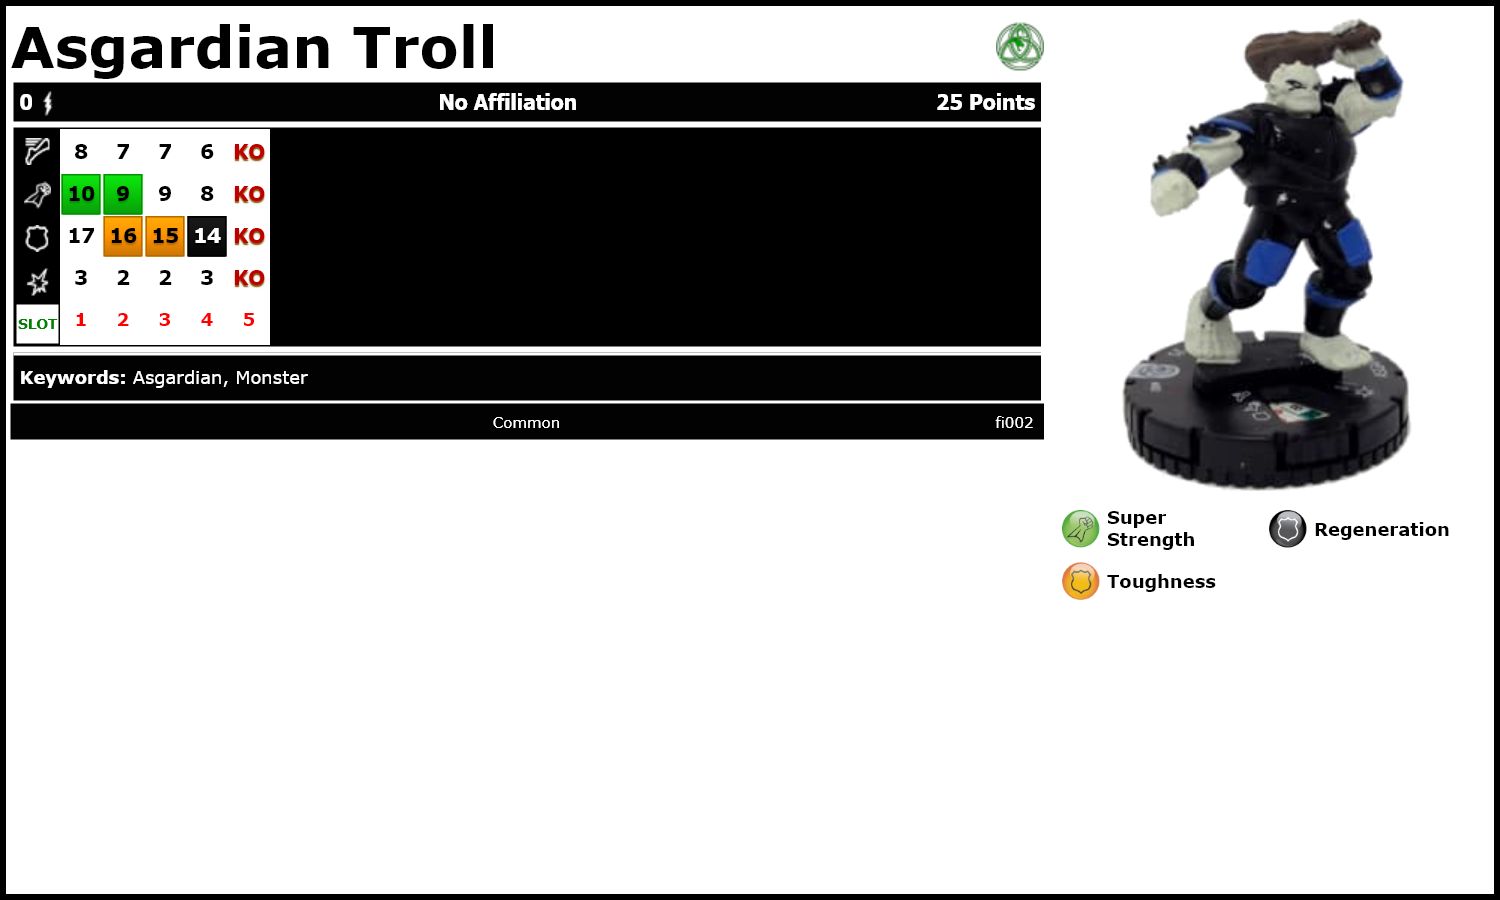 Asgardian Troll
0 No Affiliation 25 Points
8 7 7 6 KO
10 9 9 8 KO
17 16 15 14 KO
3 2 2 3 KO
SLOT 1 2 3 4 5
Keywords: Asgardian, Monster
Common fi002
Super
Strength
Regeneration
Toughness